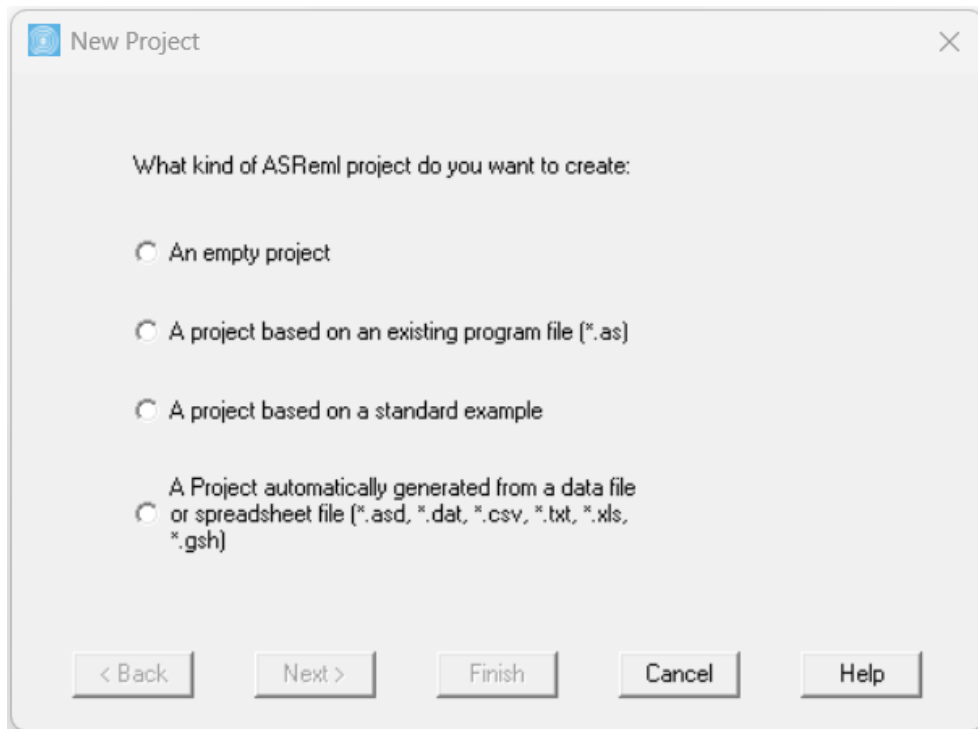 New Project
What kind of ASReml project do you want to create:
An empty project
A project based on an existing program file (*.as)
A project based on a standard example
A Project automatically generated from a data file
or spreadsheet file (*.asd, *.dat, *.csv, *.txt, *.xls,
*.gsh)
< Back Next > Finish Cancel Help